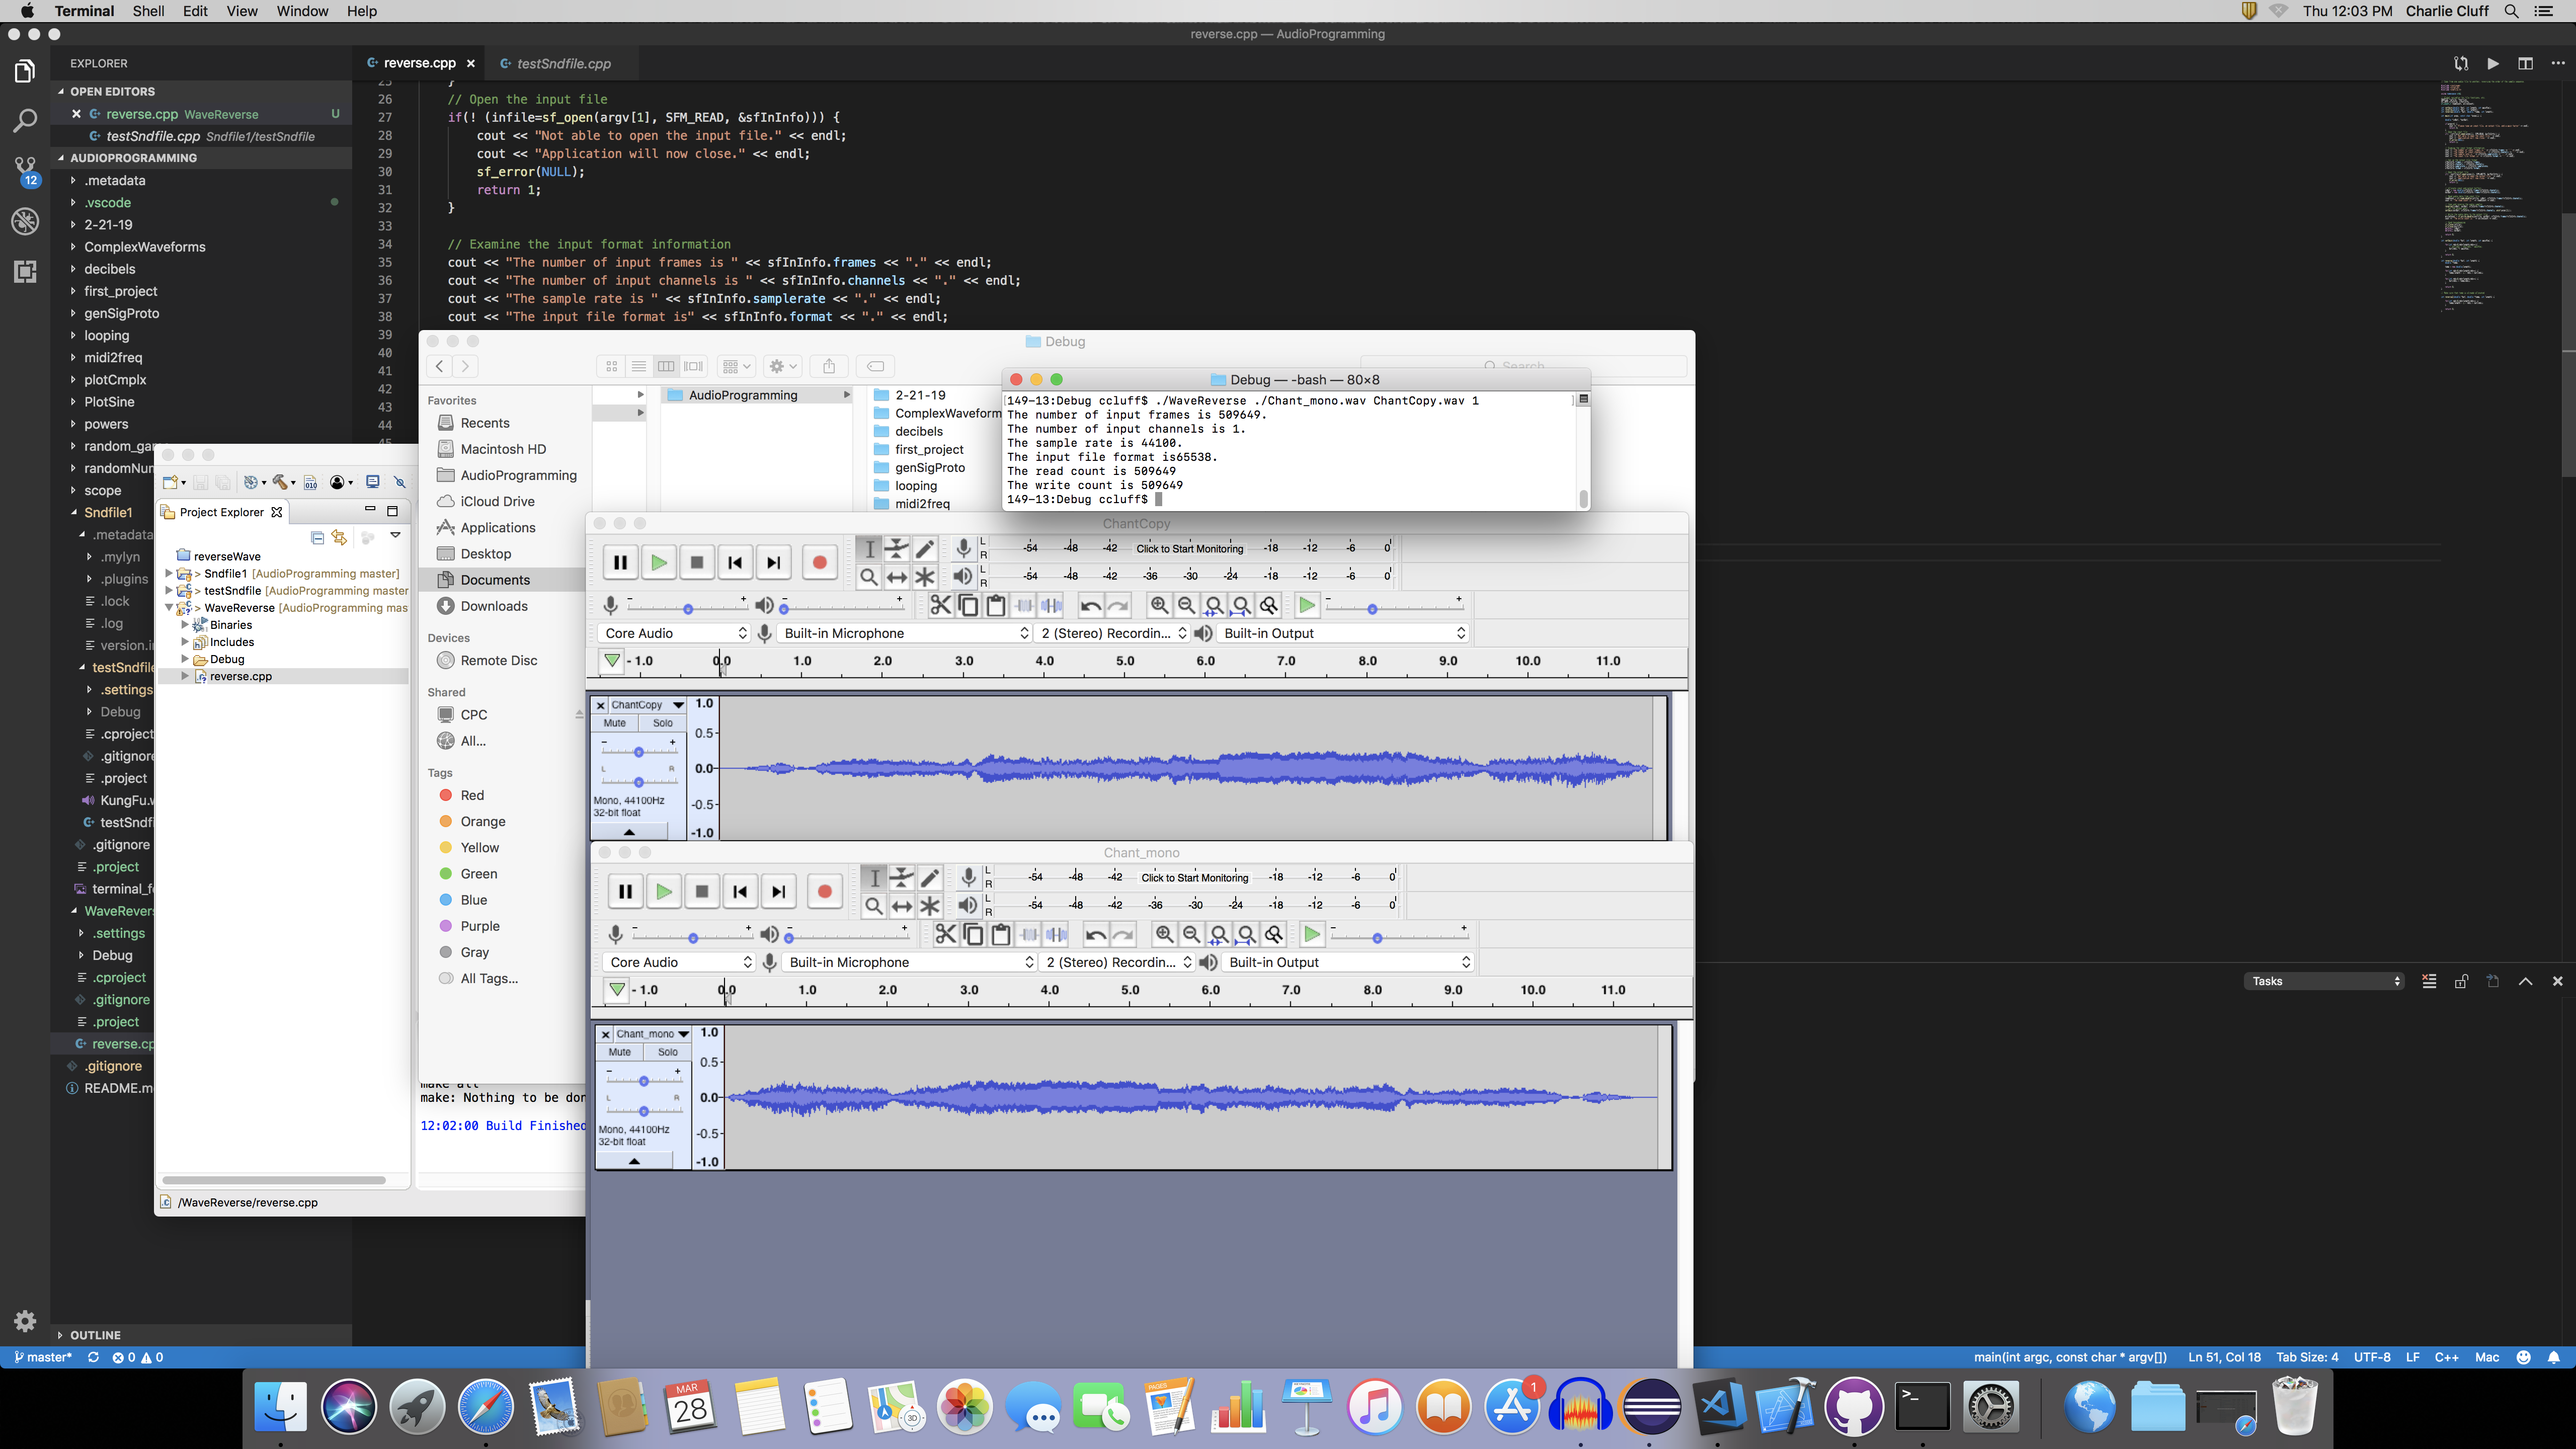 Terminal Shell Edit View Window Help
Thu 12:03 PM Charlie Cluff
reverse.cpp — AudioProgramming
EXPLORER
OPEN EDITORS
reverse.cpp WaveReverse U
testSndfile.cpp Sndfile1/testSndfile
AUDIOPROGRAMMING
.metadata
12
.vscode
2-21-19
ComplexWaveforms
decibels
first_project
genSigProto
looping
midi2freq
plotCmplx
PlotSine
powers
random_ga
randomNu
scope
Sndfile1
.metadata
.mylyn
.plugins
.lock
.log
version.i
testSndfile
.settings
Debug
.cproject
.gitignore
.project
KungFu.
testSndfi
.gitignore
.project
terminal_f
WaveRevers
.settings
Debug
.cproject
.gitignore
.project
reverse.cp
.gitignore
README.m
OUTLINE
reverse.cpp testSndfile.cpp
25 }
26 // Open the input file
27 if(! (infile=sf_open(argv[1], SFM_READ, &sfInInfo))) {
28 cout << "Not able to open the input file." << endl;
29 cout << "Application will now close." << endl;
30 sf_error(NULL);
31 return 1;
32 }
33
34 // Examine the input format information
35 cout << "The number of input frames is " << sfInInfo.frames << "." << endl;
36 cout << "The number of input channels is " << sfInInfo.channels << "." << endl;
37 cout << "The sample rate is " << sfInInfo.samplerate << "." << endl;
38 cout << "The input file format is" << sfInInfo.format << "." << endl;
39
40
41
42
43
44
45
Project Explorer
reverseWave
> Sndfile1 [AudioProgramming master]
> testSndfile [AudioProgramming master
> WaveReverse [AudioProgramming mas
Binaries
Includes
Debug
reverse.cpp
/WaveReverse/reverse.cpp
Debug
Search
Favorites
Recents
Macintosh HD
AudioProgramming
iCloud Drive
Applications
Desktop
Documents
Downloads
Devices
Remote Disc
Shared
CPC
All...
Tags
Red
Orange
Yellow
Green
Blue
Purple
Gray
All Tags...
AudioProgramming
2-21-19
ComplexWaveform
decibels
first_project
genSigProto
looping
midi2freq
make all
make: Nothing to be don
12:02:00 Build Finished
Debug — -bash — 80×8
[149-13:Debug ccluff$ ./WaveReverse ./Chant_mono.wav ChantCopy.wav 1 ]
The number of input frames is 509649.
The number of input channels is 1.
The sample rate is 44100.
The input file format is65538.
The read count is 509649
The write count is 509649
149-13:Debug ccluff$
ChantCopy
L R -54 -48 -42 Click to Start Monitoring -18 -12 -6 0
L R -54 -48 -42 -36 -30 -24 -18 -12 -6 0
Core Audio Built-in Microphone 2 (Stereo) Recordin... Built-in Output
- 1.0 0.0 1.0 2.0 3.0 4.0 5.0 6.0 7.0 8.0 9.0 10.0 11.0
ChantCopy 1.0
Mute Solo
0.5
- +
L R 0.0
Mono, 44100Hz -0.5
32-bit float
-1.0
Chant_mono
L R -54 -48 -42 Click to Start Monitoring -18 -12 -6 0
L R -54 -48 -42 -36 -30 -24 -18 -12 -6 0
Core Audio Built-in Microphone 2 (Stereo) Recordin... Built-in Output
- 1.0 0.0 1.0 2.0 3.0 4.0 5.0 6.0 7.0 8.0 9.0 10.0 11.0
Chant_mono 1.0
Mute Solo
0.5
- +
L R 0.0
Mono, 44100Hz -0.5
32-bit float
-1.0
Tasks
master* 0 0
main(int argc, const char * argv[]) Ln 51, Col 18 Tab Size: 4 UTF-8 LF C++ Mac
MAR
28
3D
PAGES
1